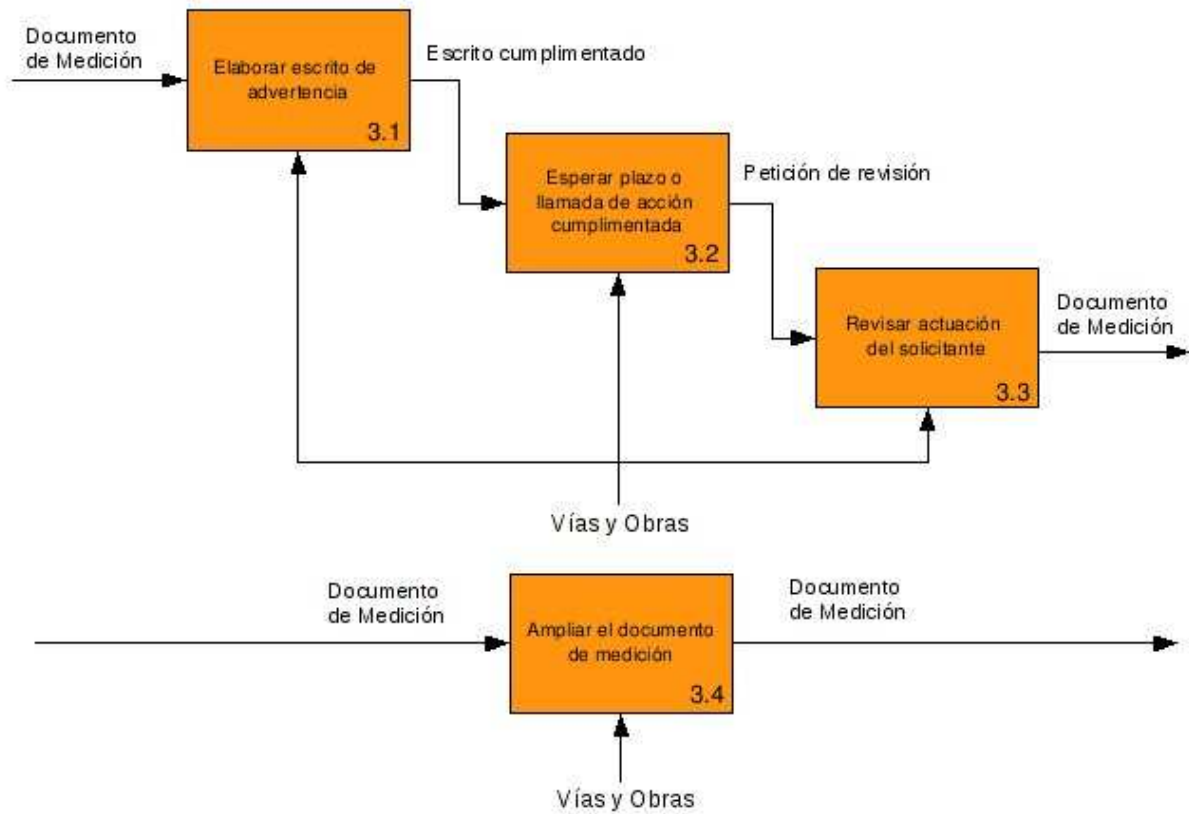 Documento
de Medición
Elaborar escrito de
advertencia
3.1
Escrito cumplimentado
Esperar plazo o
llamada de acción
cumplimentada
3.2
Petición de revisión
Revisar actuación
del solicitante
3.3
Documento
de Medición
Vías y Obras
Documento
de Medición
Ampliar el documento
de medición
3.4
Documento
de Medición
Vías y Obras